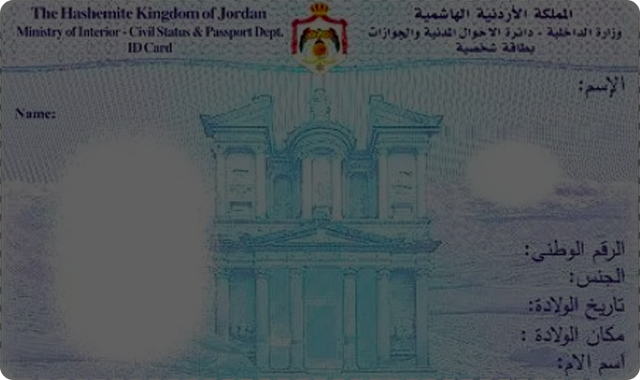 The Hashemite Kingdom of Jordan
Ministry of Interior - Civil Status & Passport Dept.
ID Card
المملكة الأردنية الهاشمية
وزارة الداخلية - دائرة الاحوال المدنية والجوازات
بطاقة شخصية
الإسم:
Name:
الرقم الوطني:
الجنس:
تاريخ الولادة:
مكان الولادة :
اسم الام: